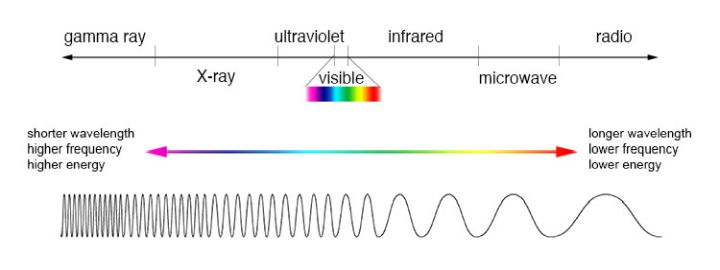 gamma ray
ultraviolet
infrared
radio
X-ray
visible
microwave
shorter wavelength
higher frequency
higher energy
longer wavelength
lower frequency
lower energy